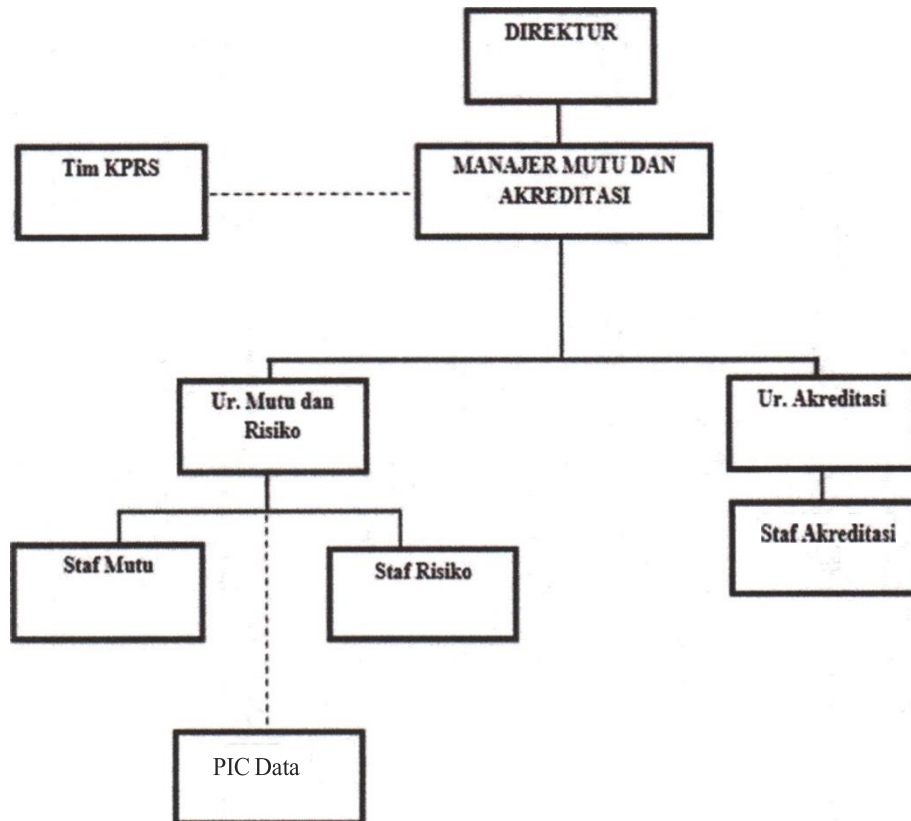 DIREKTUR
Tim KPRS
MANAJER MUTU DAN
AKREDITASI
Ur. Mutu dan
Risiko
Ur. Akreditasi
Staf Mutu
Staf Risiko
Staf Akreditasi
PIC Data